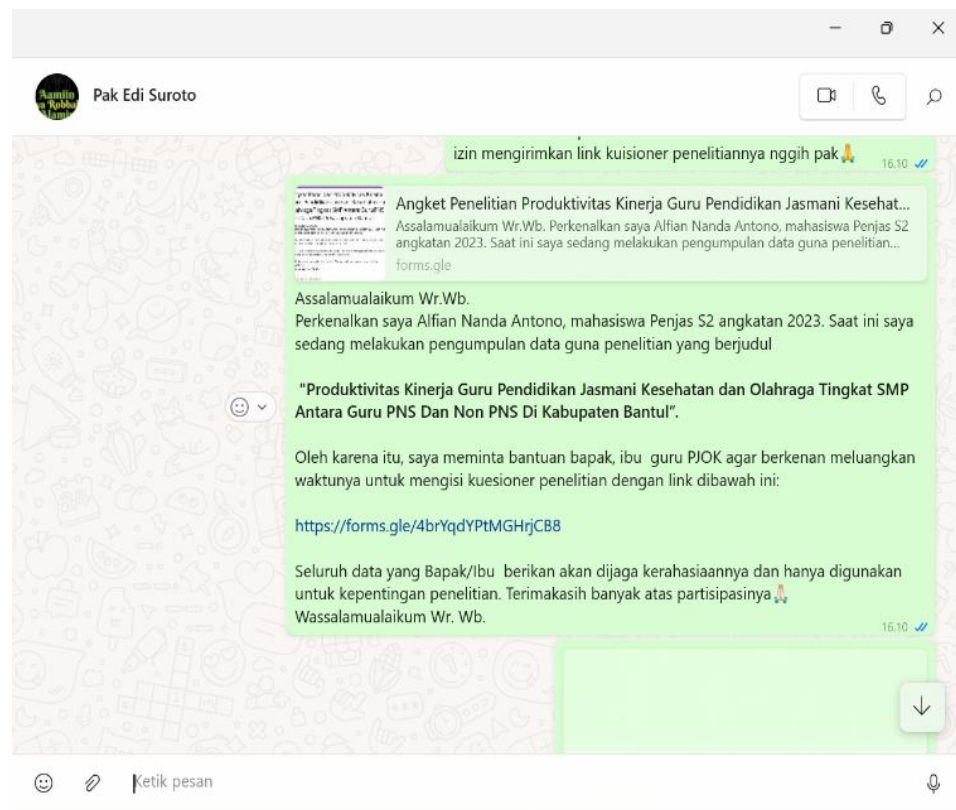 Aamiin
Pak Edi Suroto
izin mengirimkan link kuisioner penelitiannya nggih pak🙏
16.10
Angket Penelitian Produktivitas Kinerja Guru Pendidikan Jasmani Kesehat...
Assalamualaikum Wr.Wb. Perkenalkan saya Alfian Nanda Antono, mahasiswa Penjas S2
angkatan 2023. Saat ini saya sedang melakukan pengumpulan data guna penelitian...
forms.gle
Assalamualaikum Wr.Wb.
Perkenalkan saya Alfian Nanda Antono, mahasiswa Penjas S2 angkatan 2023. Saat ini saya
sedang melakukan pengumpulan data guna penelitian yang berjudul
"Produktivitas Kinerja Guru Pendidikan Jasmani Kesehatan dan Olahraga Tingkat SMP
Antara Guru PNS Dan Non PNS Di Kabupaten Bantul".
Oleh karena itu, saya meminta bantuan bapak, ibu guru PJOK agar berkenan meluangkan
waktunya untuk mengisi kuesioner penelitian dengan link dibawah ini:
https://forms.gle/4brYqdYPtMGHrjCB8
Seluruh data yang Bapak/Ibu berikan akan dijaga kerahasiaannya dan hanya digunakan
untuk kepentingan penelitian. Terimakasih banyak atas partisipasinya🙏🏻
Wassalamualaikum Wr. Wb.
16.10
Ketik pesan